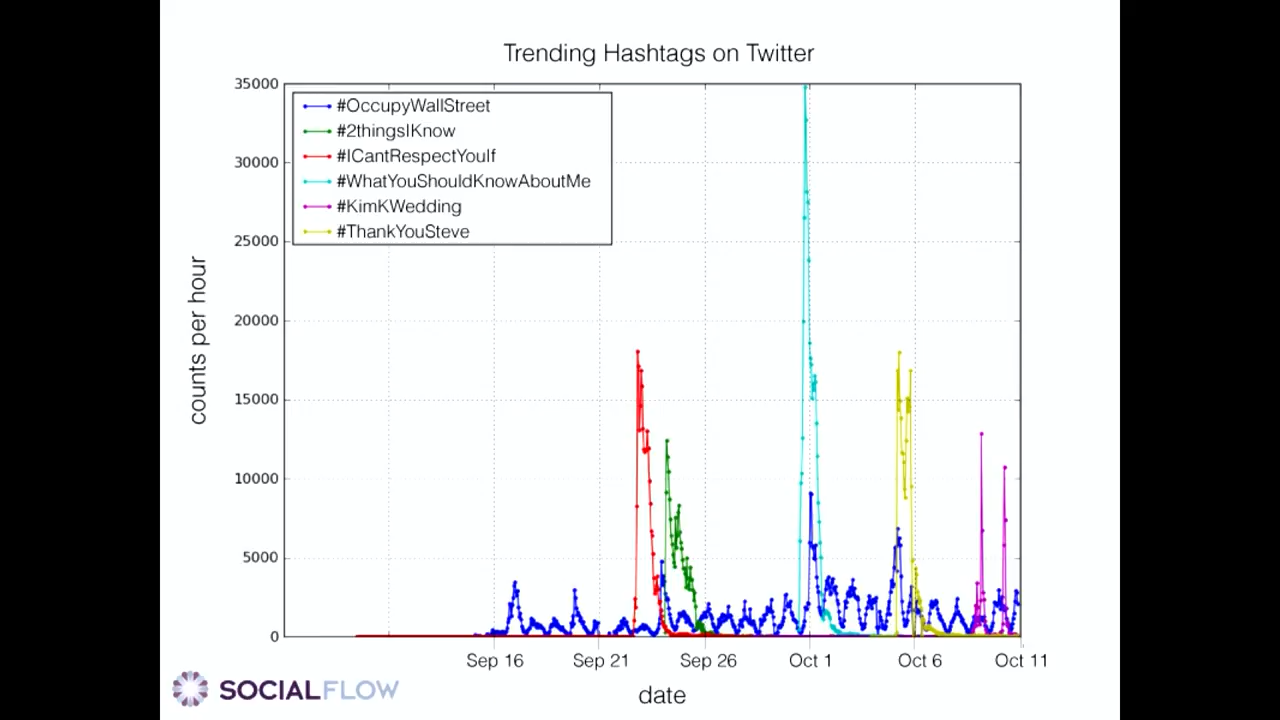 Trending Hashtags on Twitter
35000
30000
25000
20000
15000
10000
5000
0
counts per hour
#OccupyWallStreet
#2thingsIKnow
#ICantRespectYouIf
#WhatYouShouldKnowAboutMe
#KimKWedding
#ThankYouSteve
Sep 16 Sep 21 Sep 26 Oct 1 Oct 6 Oct 11
date
SOCIALFLOW